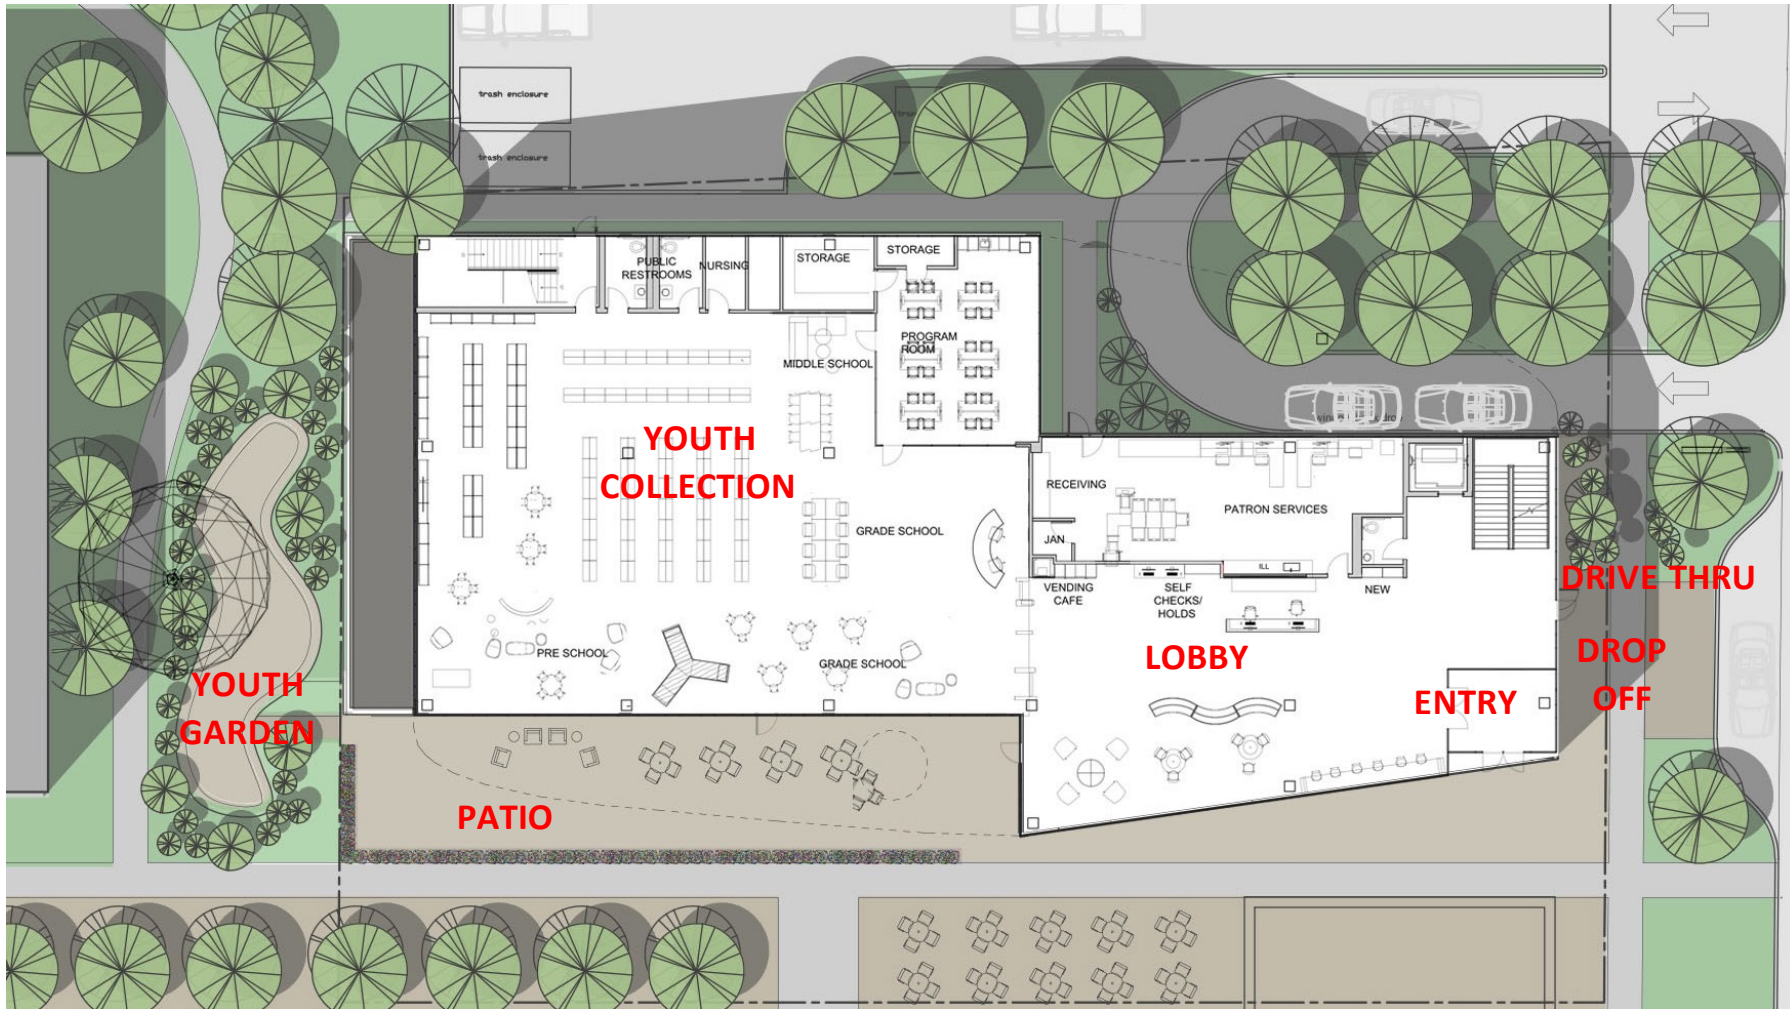 trash enclosure
trash enclosure
STORAGE
STORAGE
PUBLIC
RESTROOMS
NURSING
PROGRAM
ROOM
MIDDLE SCHOOL
YOUTH
COLLECTION
RECEIVING
PATRON SERVICES
GRADE SCHOOL
JAN
ILL
VENDING
CAFE
SELF
CHECKS/
HOLDS
NEW
DRIVE THRU
PRE SCHOOL
GRADE SCHOOL
LOBBY
DROP
OFF
ENTRY
YOUTH
GARDEN
PATIO